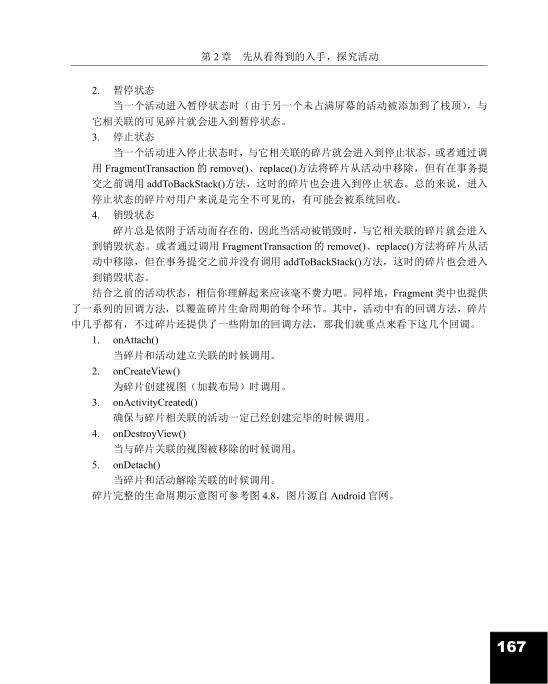 第 2 章 先从看得到的入手，探究活动
2. 暂停状态
当一个活动进入暂停状态时（由于另一个未占满屏幕的活动被添加到了栈顶），与
它相关联的可见碎片就会进入到暂停状态。
3. 停止状态
当一个活动进入停止状态时，与它相关联的碎片就会进入到停止状态。或者通过调
用 FragmentTransaction 的 remove()、replace()方法将碎片从活动中移除，但有在事务提
交之前调用 addToBackStack()方法，这时的碎片也会进入到停止状态。总的来说，进入
停止状态的碎片对用户来说是完全不可见的，有可能会被系统回收。
4. 销毁状态
碎片总是依附于活动而存在的，因此当活动被销毁时，与它相关联的碎片就会进入
到销毁状态。或者通过调用 FragmentTransaction 的 remove()、replace()方法将碎片从活
动中移除，但在事务提交之前并没有调用 addToBackStack()方法，这时的碎片也会进入
到销毁状态。
结合之前的活动状态，相信你理解起来应该毫不费力吧。同样地，Fragment 类中也提供
了一系列的回调方法，以覆盖碎片生命周期的每个环节。其中，活动中有的回调方法，碎片
中几乎都有，不过碎片还提供了一些附加的回调方法，那我们就重点来看下这几个回调。
1. onAttach()
当碎片和活动建立关联的时候调用。
2. onCreateView()
为碎片创建视图（加载布局）时调用。
3. onActivityCreated()
确保与碎片相关联的活动一定已经创建完毕的时候调用。
4. onDestroyView()
当与碎片关联的视图被移除的时候调用。
5. onDetach()
当碎片和活动解除关联的时候调用。
碎片完整的生命周期示意图可参考图 4.8，图片源自 Android 官网。
167